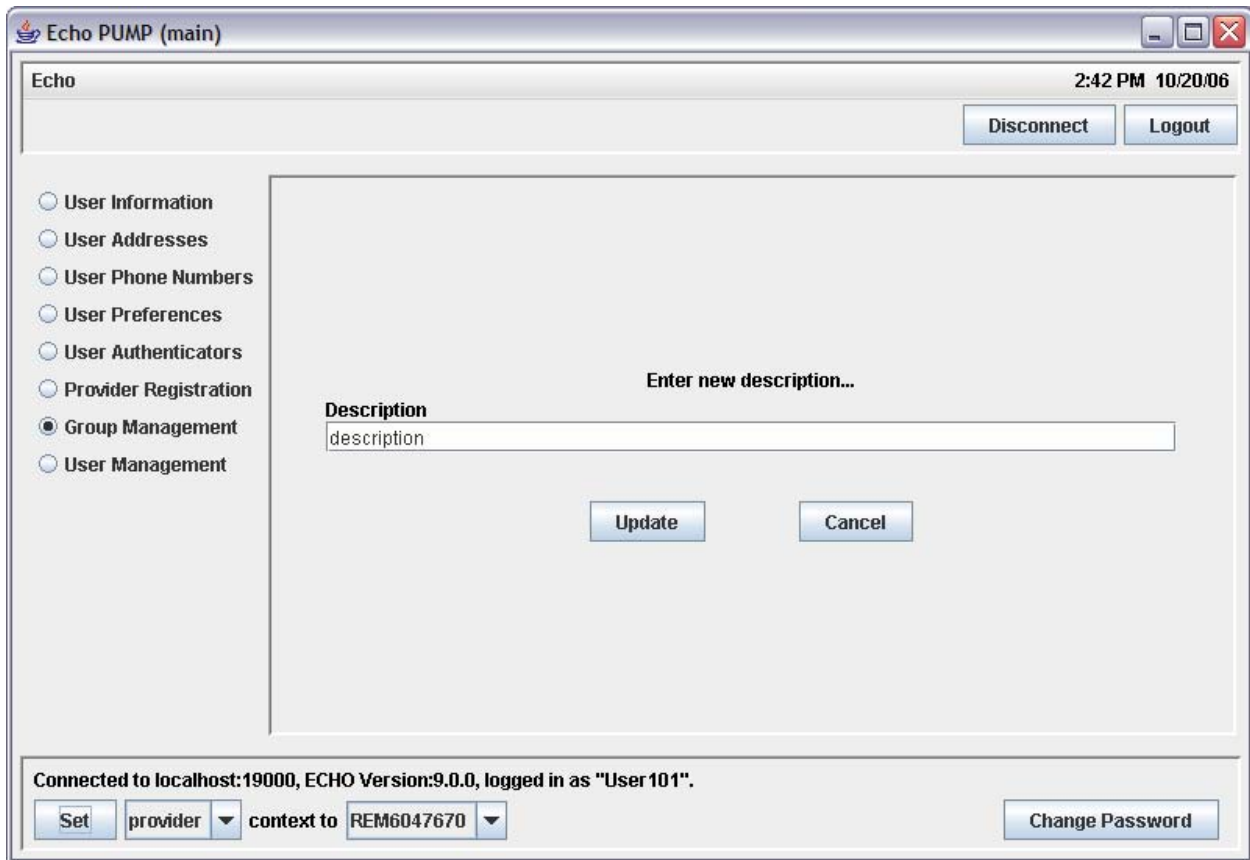 Echo PUMP (main)
Echo 2:42 PM 10/20/06
Disconnect Logout
User Information
User Addresses
User Phone Numbers
User Preferences
User Authenticators
Provider Registration
Group Management
User Management
Enter new description...
Description
description
Update Cancel
Connected to localhost:19000, ECHO Version:9.0.0, logged in as "User101".
Set provider context to REM6047670 Change Password